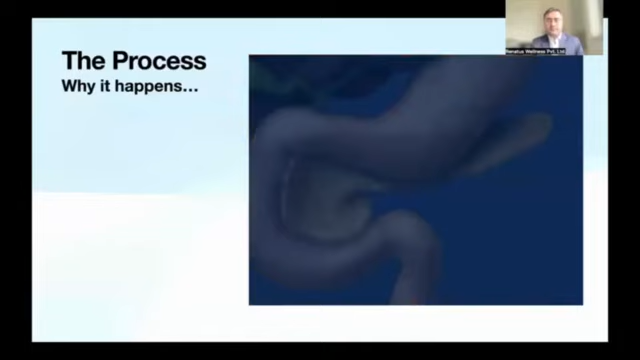 The Process
Why it happens...
Renatus Wellness Pvt. Ltd.